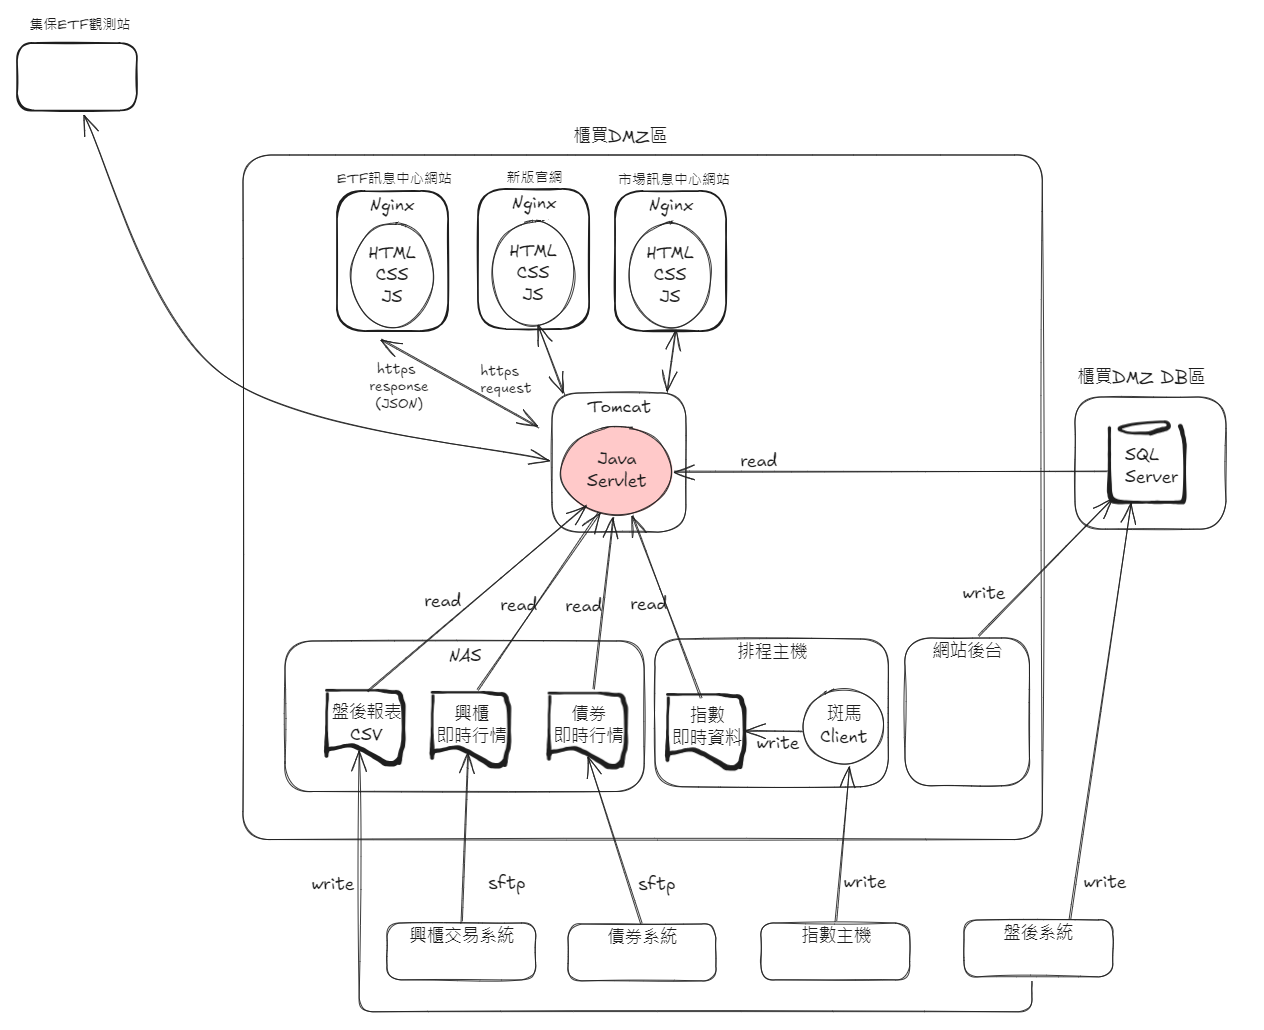 集保ETF觀測站
櫃買DMZ區
ETF訊息中心網站
新版官網
市場訊息中心網站
Nginx
HTML
CSS
JS
Nginx
HTML
CSS
JS
Nginx
HTML
CSS
JS
https
response
(JSON)
https
request
Tomcat
Java
Servlet
read
櫃買DMZ DB區
SQL
Server
read
read
read
read
write
NAS
盤後報表
CSV
興櫃
即時行情
債券
即時行情
排程主機
指數
即時資料
write
斑馬
Client
網站後台
write
sftp
sftp
write
write
興櫃交易系統
債券系統
指數主機
盤後系統